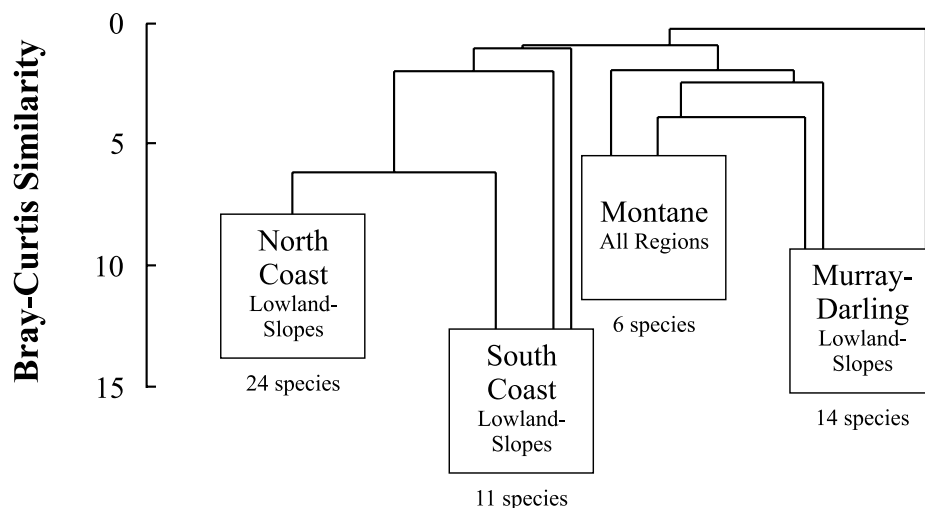 Bray-Curtis Similarity
0
5
10
15
North
Coast
Lowland-
Slopes
24 species
South
Coast
Lowland-
Slopes
11 species
Montane
All Regions
6 species
Murray-
Darling
Lowland-
Slopes
14 species